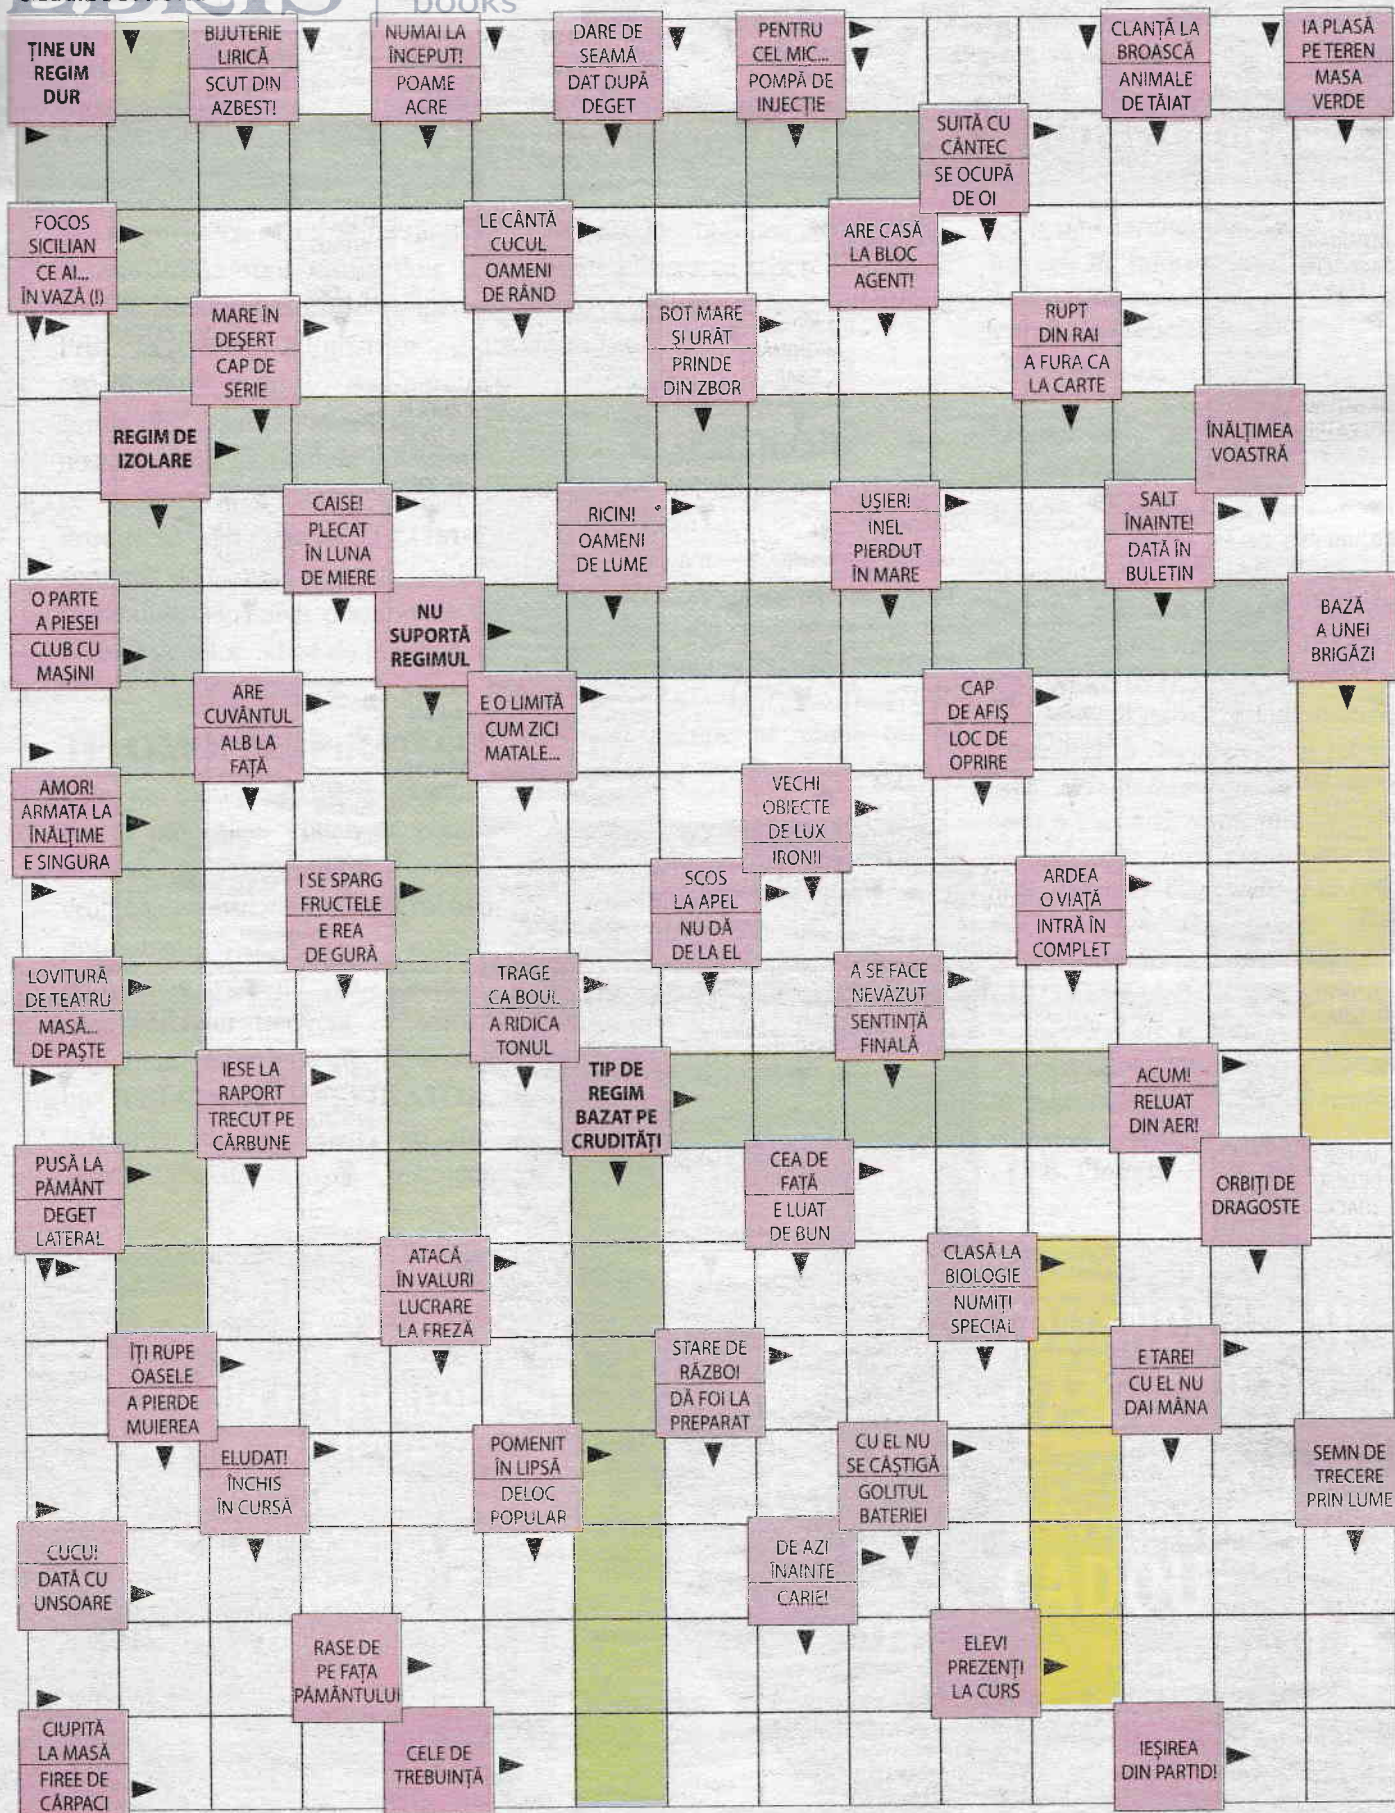 books
ȚINE UN
REGIM
DUR
BIJUTERIE
LIRICĂ
SCUT DIN
AZBEST!
NUMAI LA
ÎNCEPUT!
POAME
ACRE
DARE DE
SEAMĂ
DAT DUPĂ
DEGET
PENTRU
CEL MIC...
POMPĂ DE
INJECȚIE
CLANȚĂ LA
BROASCĂ
ANIMALE
DE TĂIAT
IA PLASĂ
PE TEREN
MASA
VERDE
SUITĂ CU
CÂNTEC
SE OCUPĂ
DE OI
FOCOS
SICILIAN
CE AI...
ÎN VAZĂ (!)
LE CÂNTĂ
CUCUL
OAMENI
DE RÂND
ARE CASĂ
LA BLOC
AGENT!
MARE ÎN
DEȘERT
CAP DE
SERIE
BOT MARE
ȘI URÂT
PRINDE
DIN ZBOR
RUPT
DIN RAI
A FURA CA
LA CARTE
REGIM DE
IZOLARE
ÎNĂLȚIMEA
VOASTRĂ
CAISE!
PLECAT
ÎN LUNA
DE MIERE
RICIN!
OAMENI
DE LUME
UȘIER!
INEL
PIERDUT
ÎN MARE
SALT
ÎNAINTE!
DATĂ ÎN
BULETIN
O PARTE
A PIESEI
CLUB CU
MAȘINI
NU
SUPORTĂ
REGIMUL
BAZĂ
A UNEI
BRIGĂZI
ARE
CUVÂNTUL
ALB LA
FAȚĂ
E O LIMITĂ
CUM ZICI
MATALE...
CAP
DE AFIȘ
LOC DE
OPRIRE
AMOR!
ARMATA LA
ÎNĂLȚIME
E SINGURA
VECHI
OBIECTE
DE LUX
IRONII
I SE SPARG
FRUCTELE
E REA
DE GURĂ
SCOS
LA APEL
NU DĂ
DE LA EL
ARDEA
O VIAȚĂ
INTRĂ ÎN
COMPLET
LOVITURĂ
DE TEATRU
MASĂ...
DE PAȘTE
TRAGE
CA BOUL
A RIDICA
TONUL
A SE FACE
NEVĂZUT
SENTINȚĂ
FINALĂ
IESE LA
RAPORT
TRECUT PE
CĂRBUNE
TIP DE
REGIM
BAZAT PE
CRUDITĂȚI
ACUM!
RELUAT
DIN AER!
PUSĂ LA
PĂMÂNT
DEGET
LATERAL
CEA DE
FAȚĂ
E LUAT
DE BUN
ORBIȚI DE
DRAGOSTE
ATACĂ
ÎN VALURI
LUCRARE
LA FREZĂ
CLASĂ LA
BIOLOGIE
NUMIȚI
SPECIAL
ÎȚI RUPE
OASELE
A PIERDE
MUIEREA
STARE DE
RĂZBOI
DĂ FOI LA
PREPARAT
E TARE!
CU EL NU
DAI MÂNA
ELUDAT!
ÎNCHIS
ÎN CURSĂ
POMENIT
ÎN LIPSĂ
DELOC
POPULAR
CU EL NU
SE CÂȘTIGĂ
GOLITUL
BATERIEI
SEMN DE
TRECERE
PRIN LUME
CUCU!
DATĂ CU
UNSOARE
DE AZI
ÎNAINTE
CARIE!
RASE DE
PE FAȚA
PĂMÂNTULUI
ELEVI
PREZENȚI
LA CURS
CIUPITĂ
LA MASĂ
FIREE DE
CÂRPACI
CELE DE
TREBUINȚĂ
IEȘIREA
DIN PARTID!